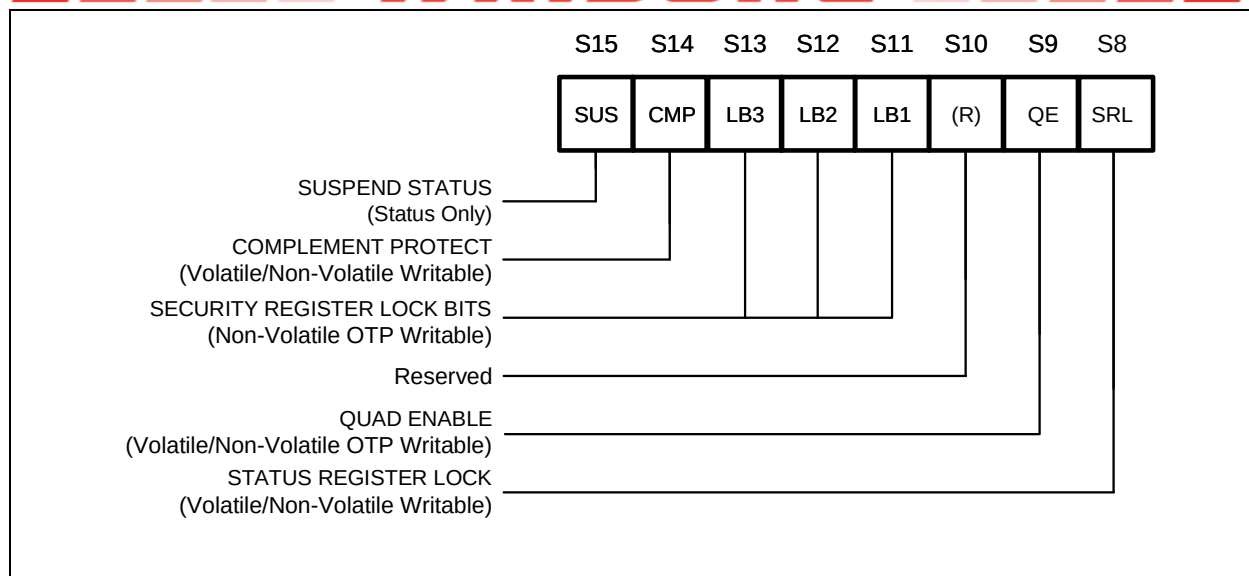 S15 S14 S13 S12 S11 S10 S9 S8
SUS CMP LB3 LB2 LB1 (R) QE SRL
SUSPEND STATUS
(Status Only)
COMPLEMENT PROTECT
(Volatile/Non-Volatile Writable)
SECURITY REGISTER LOCK BITS
(Non-Volatile OTP Writable)
Reserved
QUAD ENABLE
(Volatile/Non-Volatile OTP Writable)
STATUS REGISTER LOCK
(Volatile/Non-Volatile Writable)